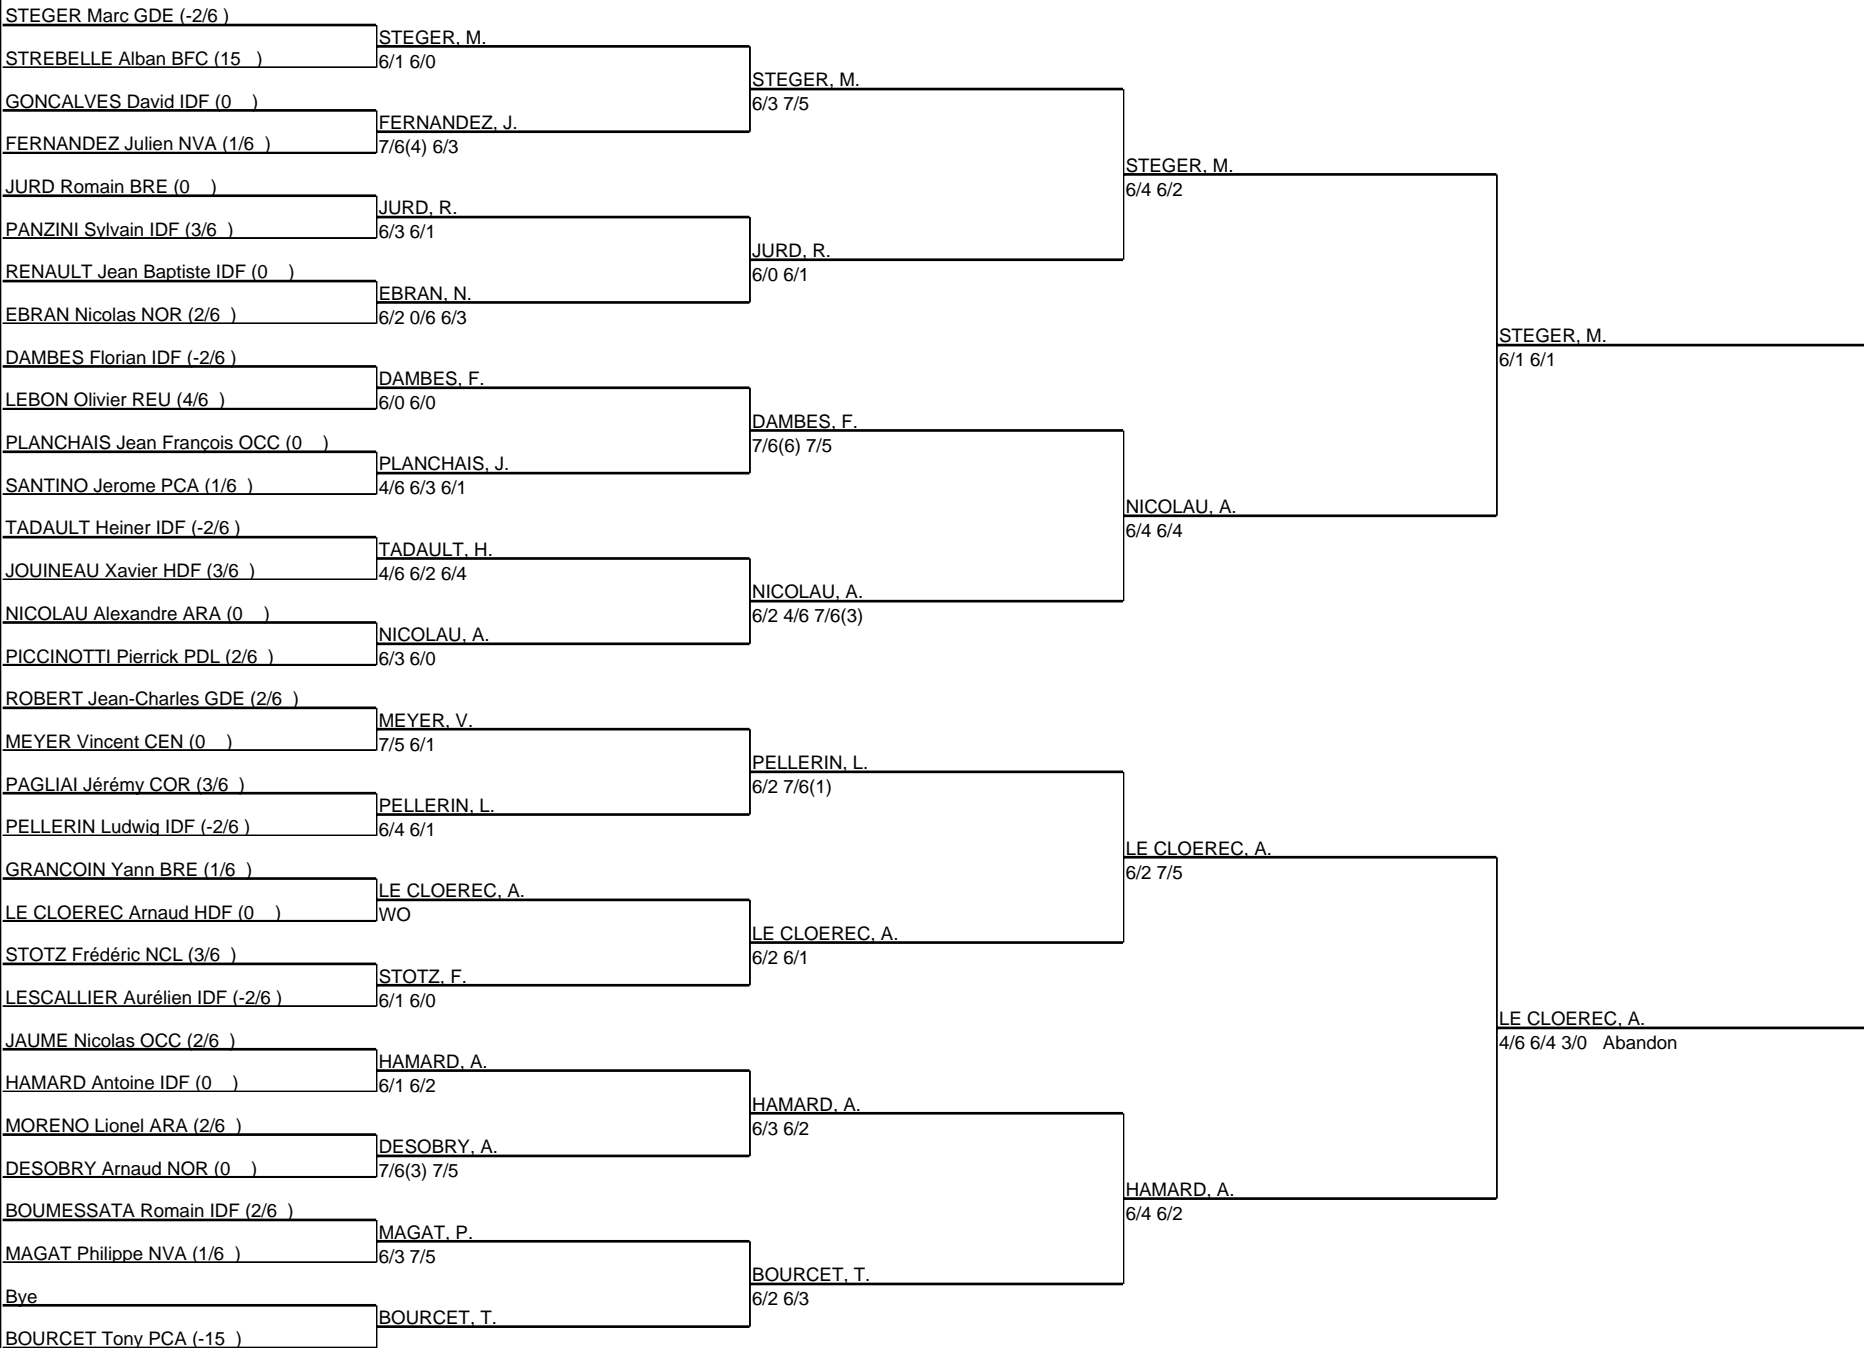 STEGER Marc GDE (-2/6 )
STEGER, M.
STREBELLE Alban BFC (15 )
6/1 6/0
STEGER, M.
GONCALVES David IDF (0 )
6/3 7/5
FERNANDEZ, J.
FERNANDEZ Julien NVA (1/6 )
7/6(4) 6/3
STEGER, M.
JURD Romain BRE (0 )
6/4 6/2
JURD, R.
PANZINI Sylvain IDF (3/6 )
6/3 6/1
JURD, R.
RENAULT Jean Baptiste IDF (0 )
6/0 6/1
EBRAN, N.
EBRAN Nicolas NOR (2/6 )
6/2 0/6 6/3
STEGER, M.
DAMBES Florian IDF (-2/6 )
6/1 6/1
DAMBES, F.
LEBON Olivier REU (4/6 )
6/0 6/0
DAMBES, F.
PLANCHAIS Jean François OCC (0 )
7/6(6) 7/5
PLANCHAIS, J.
SANTINO Jerome PCA (1/6 )
4/6 6/3 6/1
NICOLAU, A.
TADAULT Heiner IDF (-2/6 )
6/4 6/4
TADAULT, H.
JOUINEAU Xavier HDF (3/6 )
4/6 6/2 6/4
NICOLAU, A.
NICOLAU Alexandre ARA (0 )
6/2 4/6 7/6(3)
NICOLAU, A.
PICCINOTTI Pierrick PDL (2/6 )
6/3 6/0
ROBERT Jean-Charles GDE (2/6 )
MEYER, V.
MEYER Vincent CEN (0 )
7/5 6/1
PELLERIN, L.
PAGLIAI Jérémy COR (3/6 )
6/2 7/6(1)
PELLERIN, L.
PELLERIN Ludwig IDF (-2/6 )
6/4 6/1
LE CLOEREC, A.
GRANCOIN Yann BRE (1/6 )
6/2 7/5
LE CLOEREC, A.
LE CLOEREC Arnaud HDF (0 )
WO
LE CLOEREC, A.
STOTZ Frédéric NCL (3/6 )
6/2 6/1
STOTZ, F.
LESCALLIER Aurélien IDF (-2/6 )
6/1 6/0
LE CLOEREC, A.
JAUME Nicolas OCC (2/6 )
4/6 6/4 3/0 Abandon
HAMARD, A.
HAMARD Antoine IDF (0 )
6/1 6/2
HAMARD, A.
MORENO Lionel ARA (2/6 )
6/3 6/2
DESOBRY, A.
DESOBRY Arnaud NOR (0 )
7/6(3) 7/5
HAMARD, A.
BOUMESSATA Romain IDF (2/6 )
6/4 6/2
MAGAT, P.
MAGAT Philippe NVA (1/6 )
6/3 7/5
BOURCET, T.
Bye
6/2 6/3
BOURCET, T.
BOURCET Tony PCA (-15 )